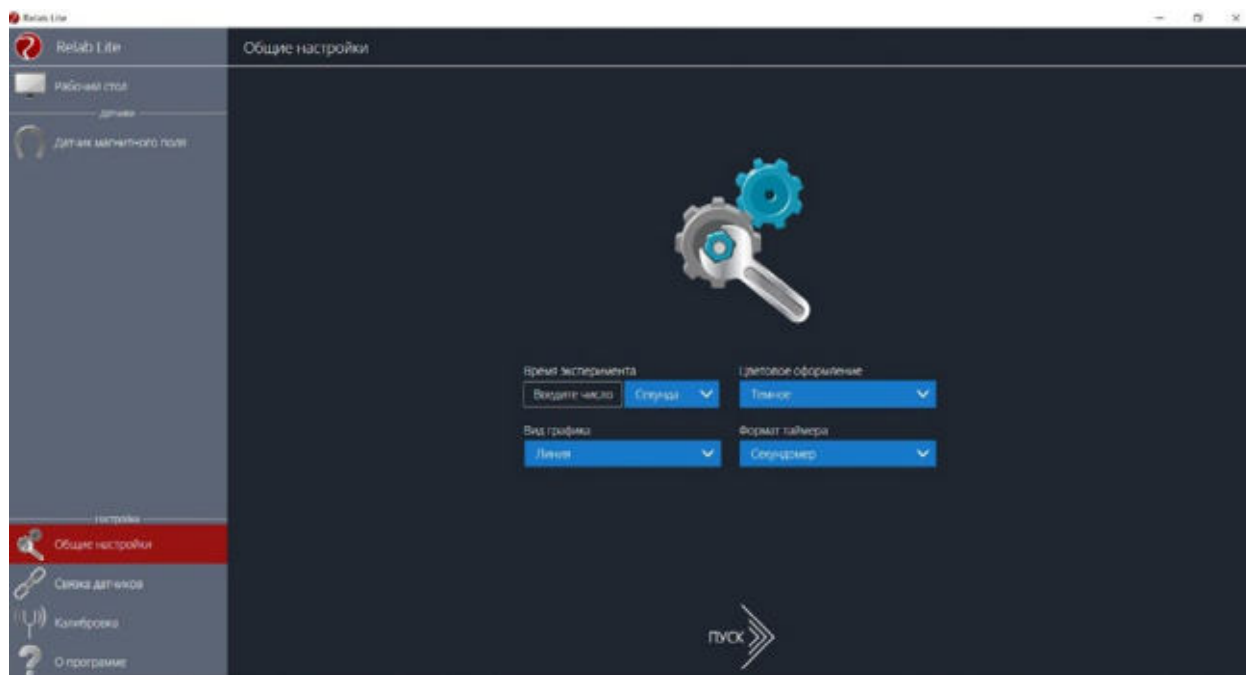 Relab Lite
Relab Lite
Общие настройки
Рабочий стол
Датчики
Датчик магнитного поля
Время эксперимента
Цветовое оформление
Введите число
Секунда
Темное
Вид графика
Формат таймера
Линия
Секундомер
Настройка
Общие настройки
Связка датчиков
Калибровка
О программе
ПУСК